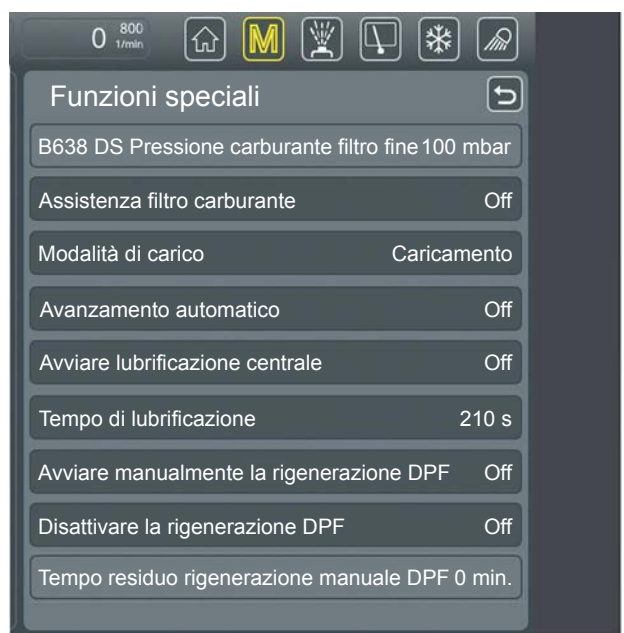 0 800 1/min M
Funzioni speciali
B638 DS Pressione carburante filtro fine 100 mbar
Assistenza filtro carburante Off
Modalità di carico Caricamento
Avanzamento automatico Off
Avviare lubrificazione centrale Off
Tempo di lubrificazione 210 s
Avviare manualmente la rigenerazione DPF Off
Disattivare la rigenerazione DPF Off
Tempo residuo rigenerazione manuale DPF 0 min.